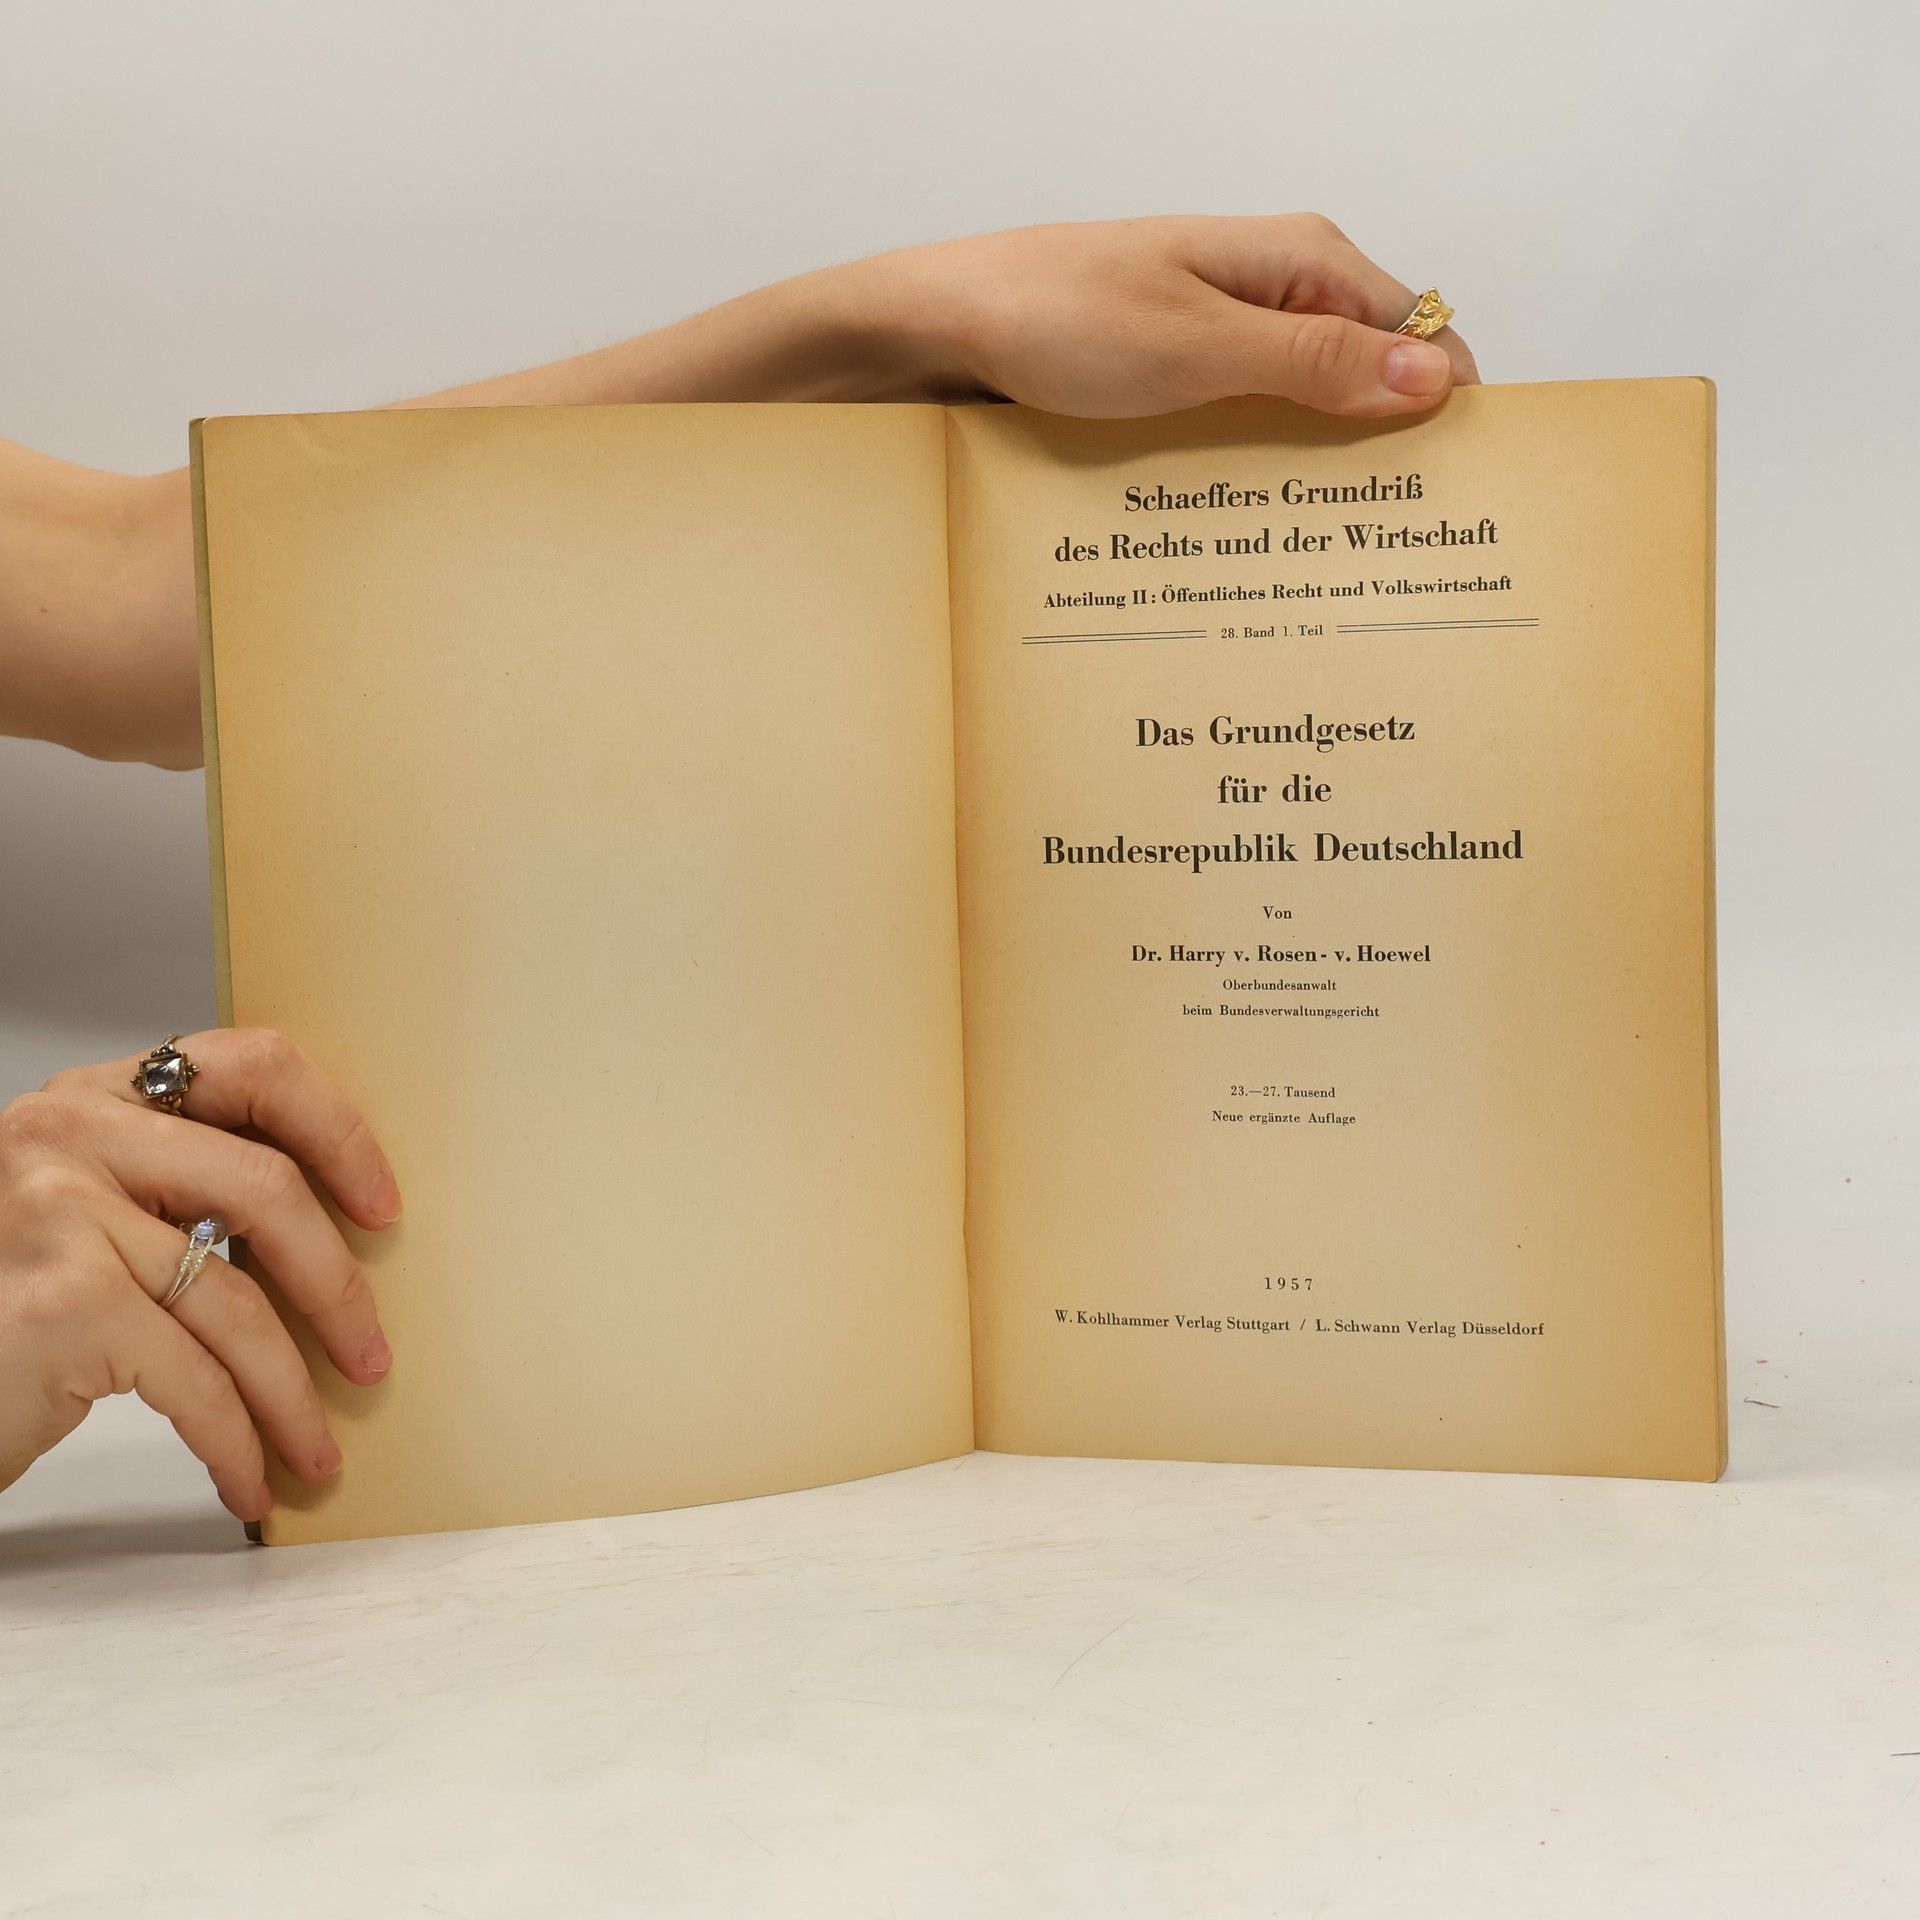 Schaeffers Grundriß
des Rechts und der Wirtschaft
Abteilung II: Öffentliches Recht und Volkswirtschaft
28. Band 1. Teil
Das Grundgesetz
für die
Bundesrepublik Deutschland
Von
Dr. Harry v. Rosen - v. Hoewel
Oberbundesanwalt
beim Bundesverwaltungsgericht
23.—27. Tausend
Neue ergänzte Auflage
1957
W. Kohlhammer Verlag Stuttgart / L. Schwann Verlag Düsseldorf